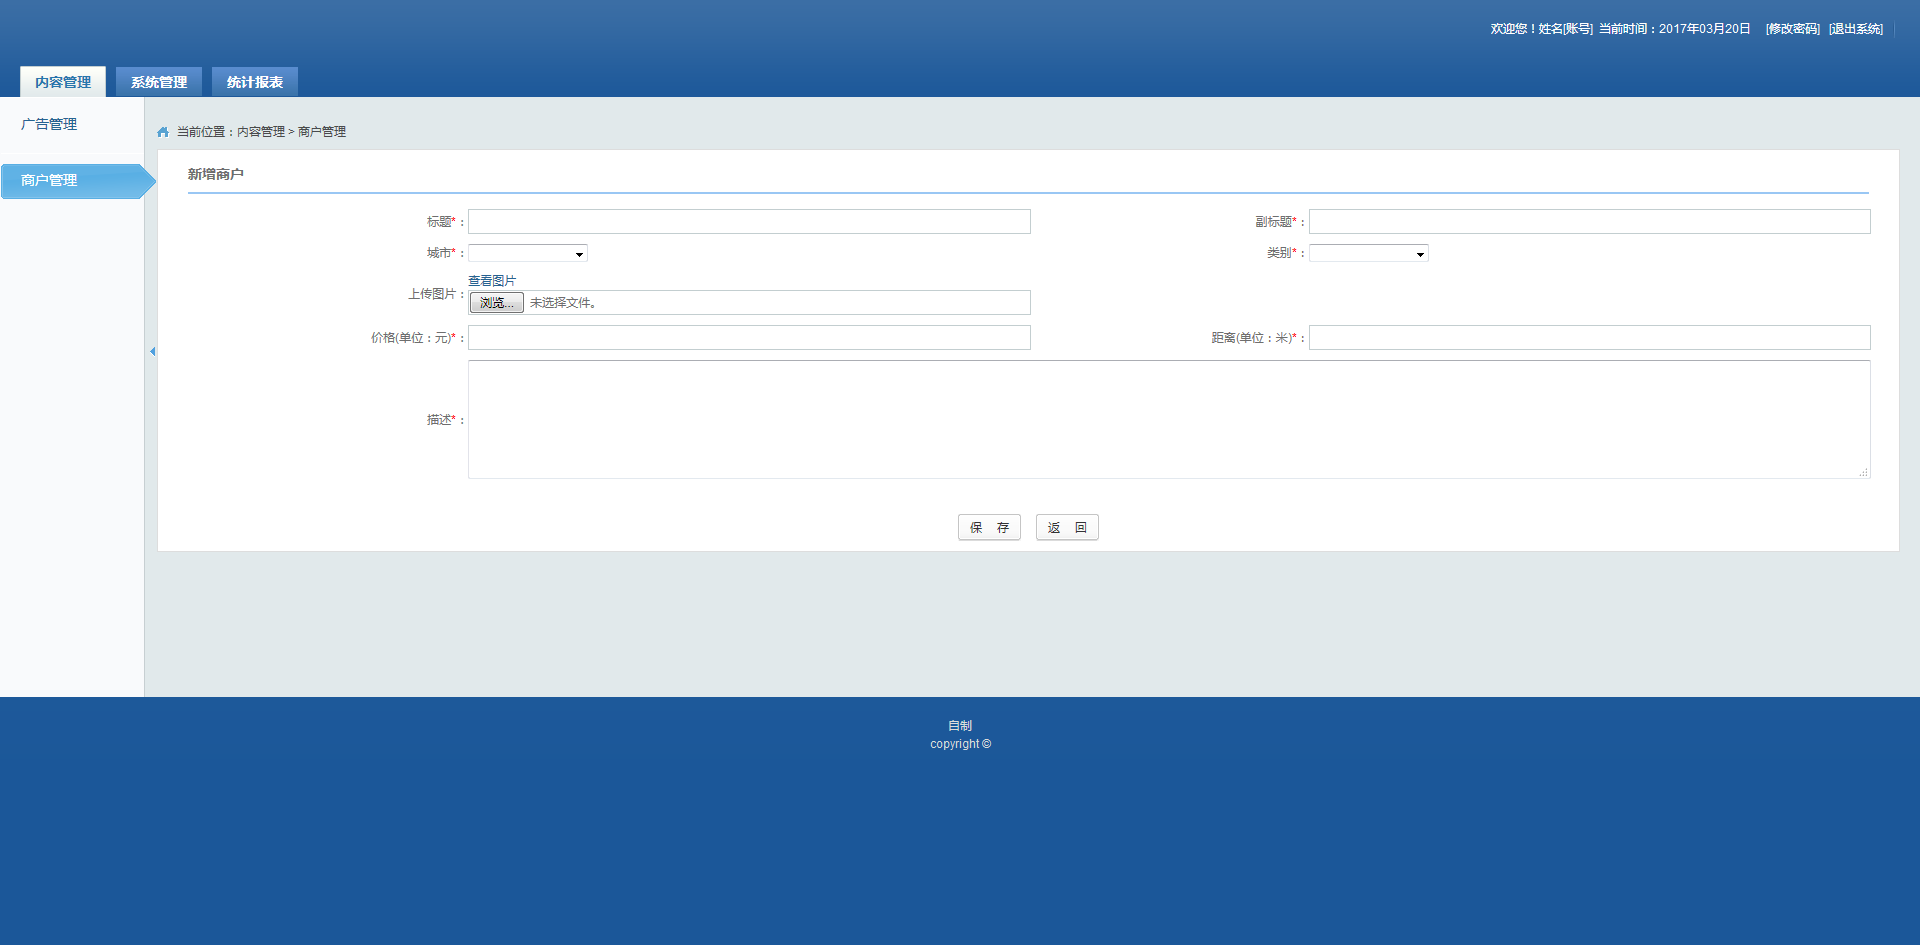 欢迎您！姓名[账号] 当前时间：2017年03月20日 [修改密码] [退出系统]
内容管理 系统管理 统计报表
广告管理
当前位置：内容管理 > 商户管理
新增商户
商户管理
标题*： 副标题*：
城市*： 类别*：
查看图片
上传图片： 浏览... 未选择文件。
价格(单位：元)*： 距离(单位：米)*：
描述*：
保 存 返 回
自制
copyright ©